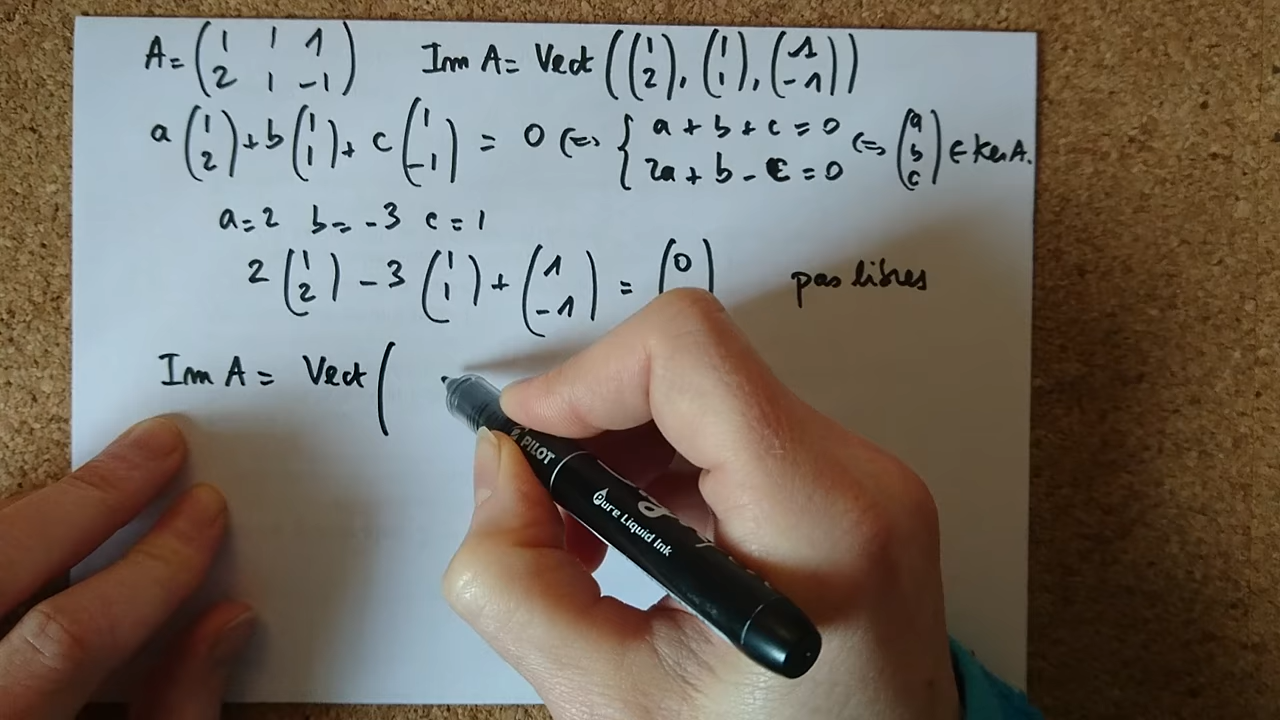 A = ( 1 1 1 ; 2 1 -1 ) Im A = Vect ( ( 1 ; 2 ), ( 1 ; 1 ), ( 1 ; -1 ) )
a ( 1 ; 2 ) + b ( 1 ; 1 ) + c ( 1 ; -1 ) = 0 <=> { a + b + c = 0 ; 2a + b - c = 0 <=> ( a ; b ; c ) ∈ Ker A.
a = 2 b = -3 c = 1
2 ( 1 ; 2 ) - 3 ( 1 ; 1 ) + ( 1 ; -1 ) = ( 0 ) pas libres
Im A = Vect (
PILOT
Pure Liquid Ink